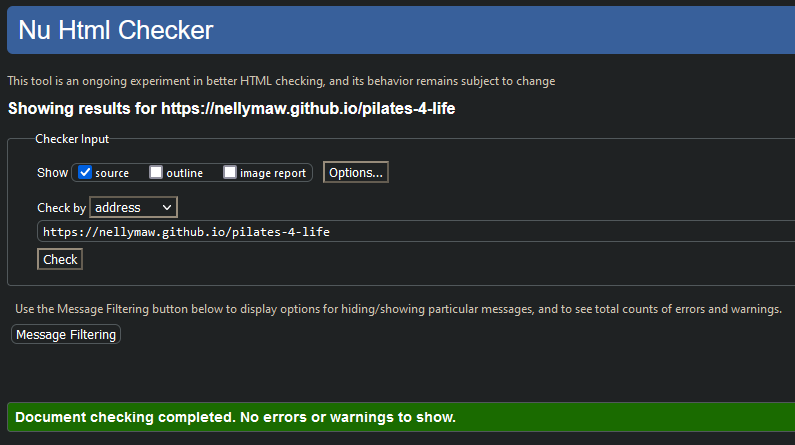 Nu Html Checker
This tool is an ongoing experiment in better HTML checking, and its behavior remains subject to change
Showing results for https://nellymaw.github.io/pilates-4-life
Checker Input
Show source outline image report Options...
Check by address
https://nellymaw.github.io/pilates-4-life
Check
Use the Message Filtering button below to display options for hiding/showing particular messages, and to see total counts of errors and warnings.
Message Filtering
Document checking completed. No errors or warnings to show.